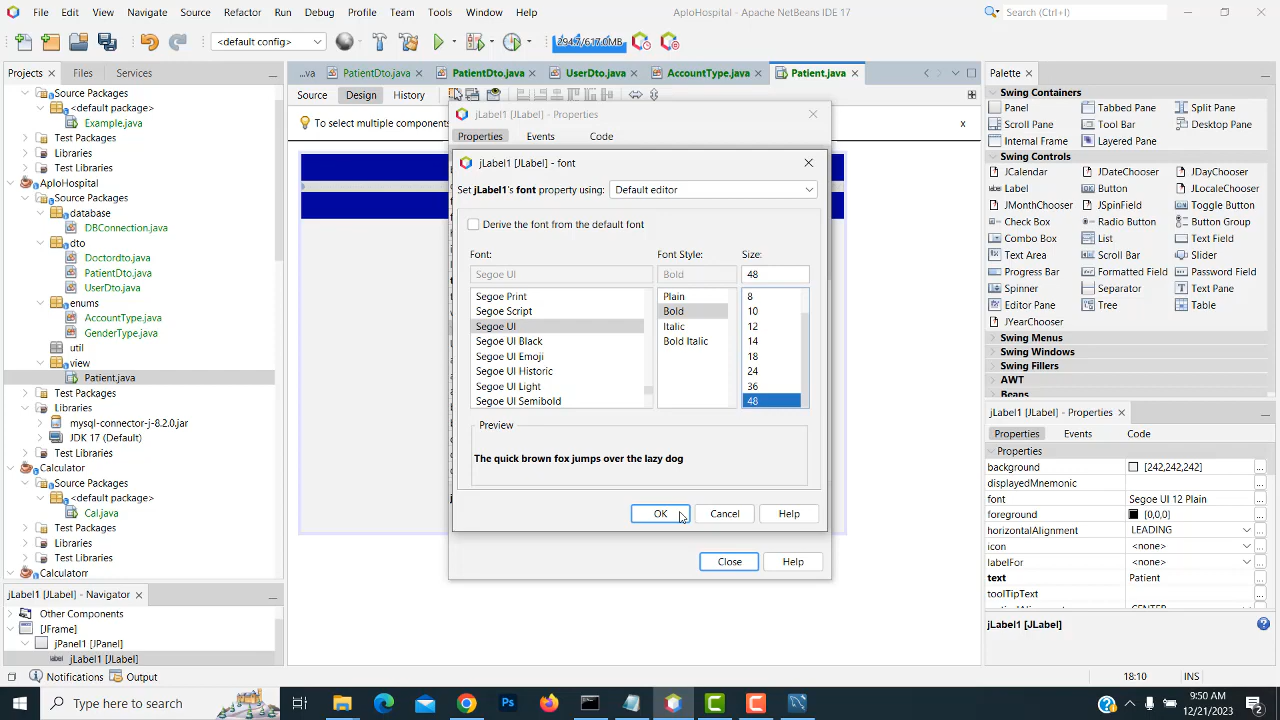 File Edit View Navigate Source Refactor Run Debug Profile Team Tools Window Help
AploHospital - Apache NetBeans IDE 17
Search (Ctrl+I)
<default config>
294.7/617.0MB
Projects Files Services
...va PatientDto.java PatientDto.java UserDto.java AccountType.java Patient.java
Source Design History
To select multiple components
x
Source Packages
<default package>
Example.java
Test Packages
Libraries
Test Libraries
AploHospital
Source Packages
database
DBConnection.java
dto
Doctordto.java
PatientDto.java
UserDto.java
enums
AccountType.java
GenderType.java
util
view
Patient.java
Test Packages
Libraries
mysql-connector-j-8.2.0.jar
JDK 17 (Default)
Test Libraries
Calculator
Source Packages
<default package>
Cal.java
Test Packages
Libraries
Test Libraries
Calculatorr
jLabel1 [JLabel] - Navigator
Other Components
[JFrame]
jPanel1 [JPanel]
jLabel1 [JLabel]
jLabel1 [JLabel] - Properties
Properties Events Code
jLabel1 [JLabel] - font
Set jLabel1's font property using: Default editor
Derive the font from the default font
Font: Font Style: Size:
Segoe UI Bold 48
Segoe Print
Segoe Script
Segoe UI
Segoe UI Black
Segoe UI Emoji
Segoe UI Historic
Segoe UI Light
Segoe UI Semibold
Plain
Bold
Italic
Bold Italic
8
10
12
14
18
24
36
48
Preview
The quick brown fox jumps over the lazy dog
OK Cancel Help
Close Help
Palette
Swing Containers
Panel Tabbed Pane Split Pane
Scroll Pane Tool Bar Desktop Pane
Internal Frame Layered Pane
Swing Controls
JCalendar JDateChooser JDayChooser
Label Button JLocaleChooser
JMonthChooser JSpinField Toggle Button
Check Box Radio Button Button Group
Combo Box List Text Field
Text Area Scroll Bar Slider
Progress Bar Formatted Field Password Field
Spinner Separator Text Pane
Editor Pane Tree Table
JYearChooser
Swing Menus
Swing Windows
Swing Fillers
AWT
Beans
jLabel1 [JLabel] - Properties
Properties Events Code
Properties
background [242,242,242] ...
displayedMnemonic ...
font Segoe UI 12 Plain ...
foreground [0,0,0] ...
horizontalAlignment LEADING ...
icon <none> ...
labelFor <none> ...
text Patient ...
toolTipText ...
CENTER
jLabel1 [JLabel]
Notifications Output
18:10 INS
Type here to search
9:50 AM
12/21/2023
2